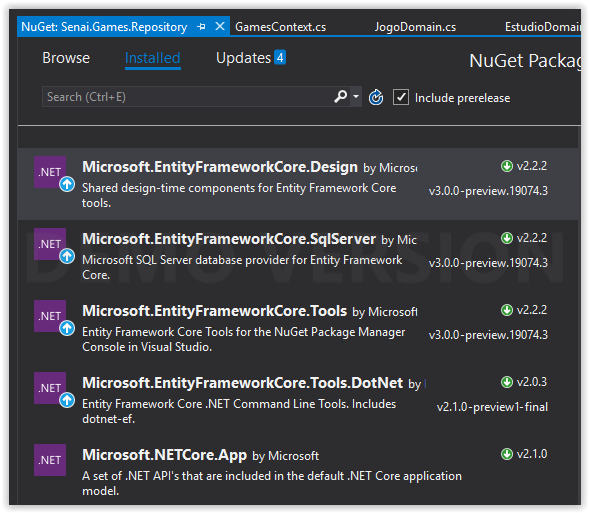 NuGet: Senai.Games.Repository GamesContext.cs JogoDomain.cs EstudioDomain
Browse Installed Updates 4 NuGet Packag
Search (Ctrl+E) Include prerelease
.NET Microsoft.EntityFrameworkCore.Design by Microso v2.2.2
Shared design-time components for Entity Framework Core v3.0.0-preview.19074.3
tools.
.NET Microsoft.EntityFrameworkCore.SqlServer by Mic v2.2.2
Microsoft SQL Server database provider for Entity Framework v3.0.0-preview.19074.3
Core.
DEMO VERSION
.NET Microsoft.EntityFrameworkCore.Tools by Microsoft v2.2.2
Entity Framework Core Tools for the NuGet Package Manager v3.0.0-preview.19074.3
Console in Visual Studio.
.NET Microsoft.EntityFrameworkCore.Tools.DotNet by v2.0.3
Entity Framework Core .NET Command Line Tools. Includes v2.1.0-preview1-final
dotnet-ef.
.NET Microsoft.NETCore.App by Microsoft v2.1.0
A set of .NET API's that are included in the default .NET Core application
model.